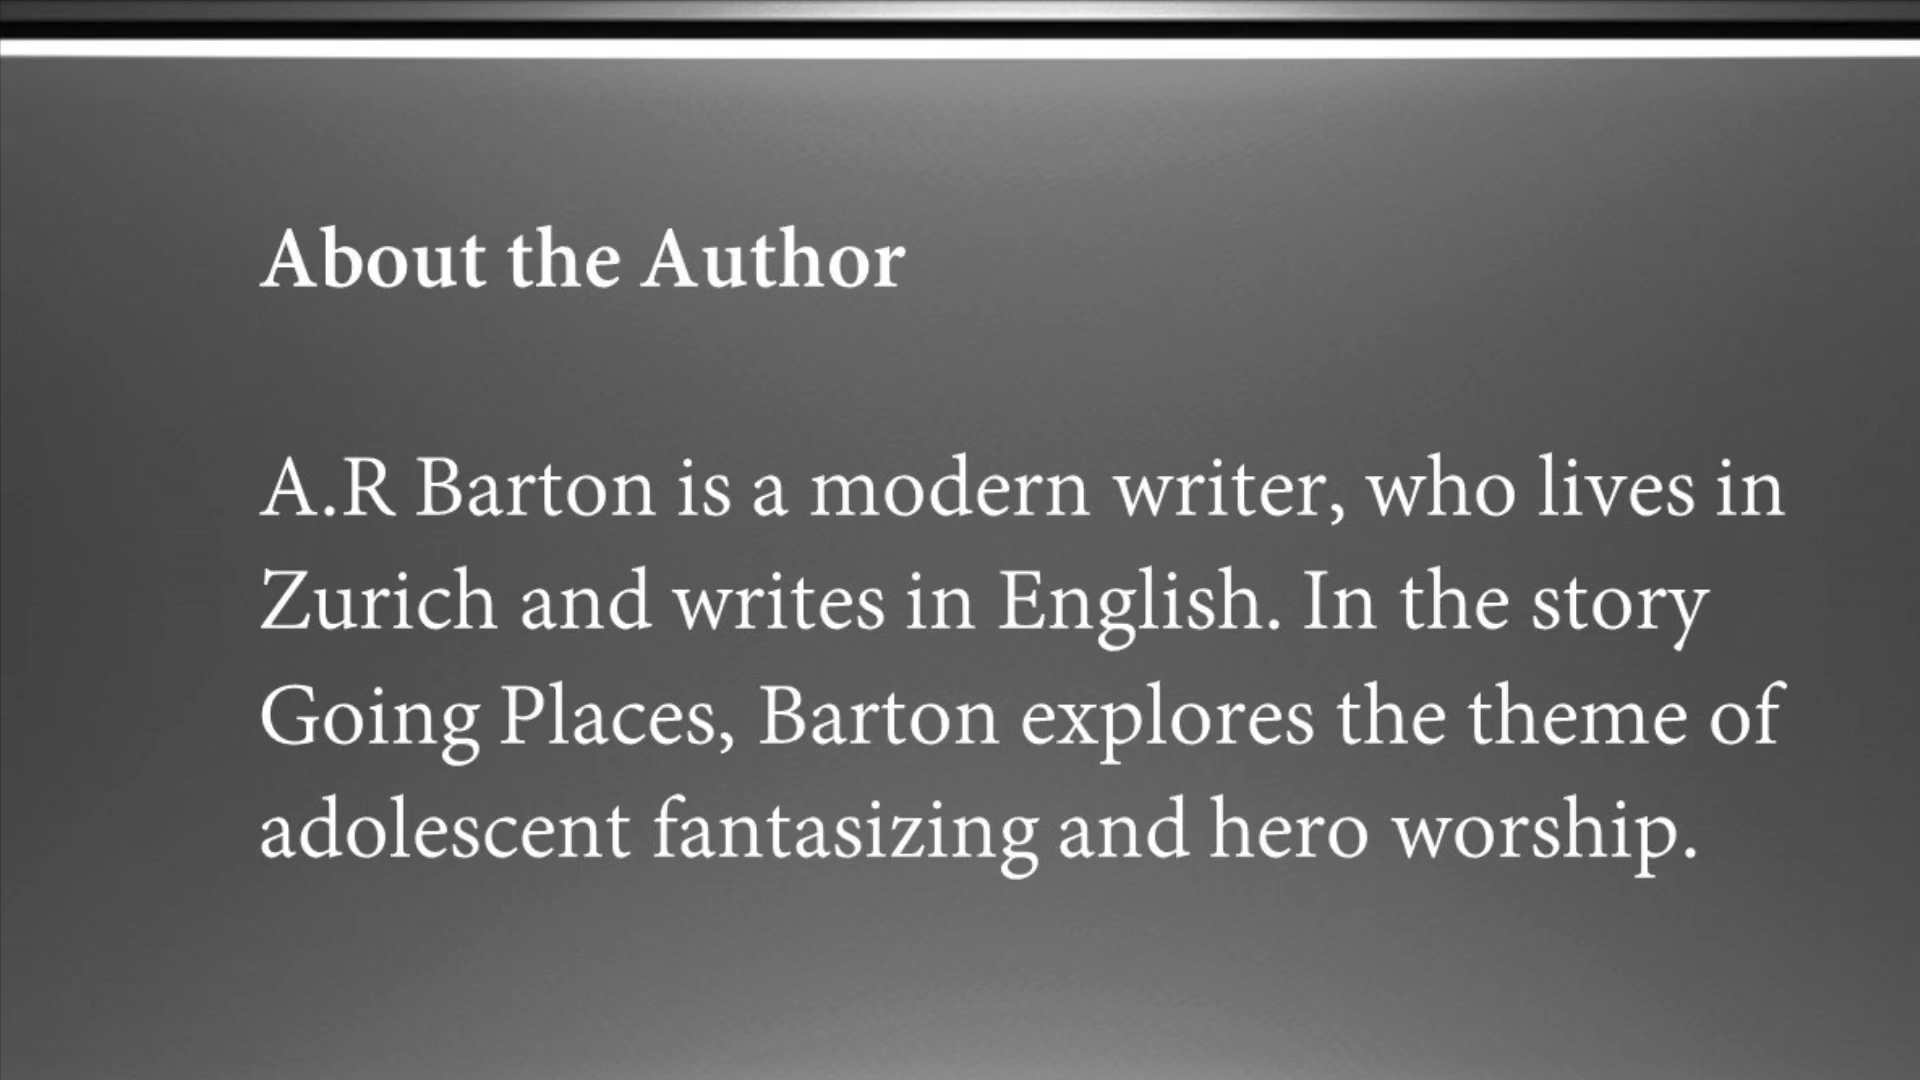 About the Author
A.R Barton is a modern writer, who lives in
Zurich and writes in English. In the story
Going Places, Barton explores the theme of
adolescent fantasizing and hero worship.